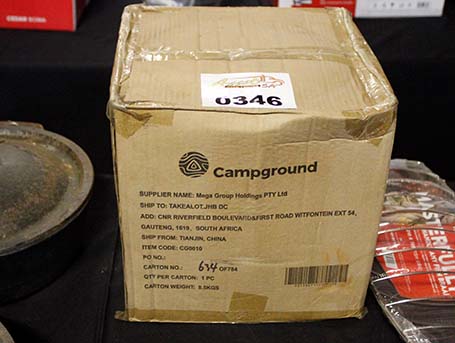 CEDAR
0346
Campground
SUPPLIER NAME: Mega Group Holdings PTY Ltd
SHIP TO: TAKEALOT.JHB DC
ADD: CNR RIVERFIELD BOULEVARD&FIRST ROAD WITFONTEIN EXT 54,
GAUTENG, 1619, SOUTH AFRICA
SHIP FROM: TIANJIN, CHINA
ITEM CODE: CG0010
PO NO.:
CARTON NO.: 634 OF784
QTY PER CARTON: 1 PC
CARTON WEIGHT: 8.5KGS